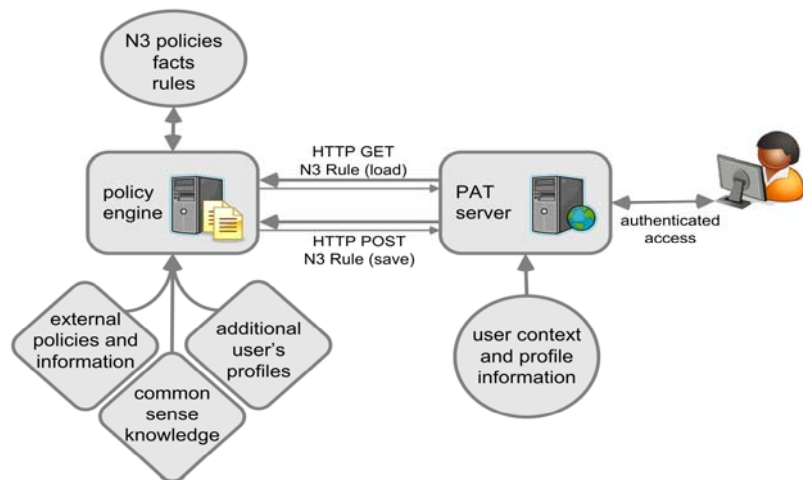 N3 policies
facts
rules
HTTP GET
N3 Rule (load)
policy
engine
PAT
server
authenticated
access
HTTP POST
N3 Rule (save)
external
policies and
information
additional
user's
profiles
common
sense
knowledge
user context
and profile
information